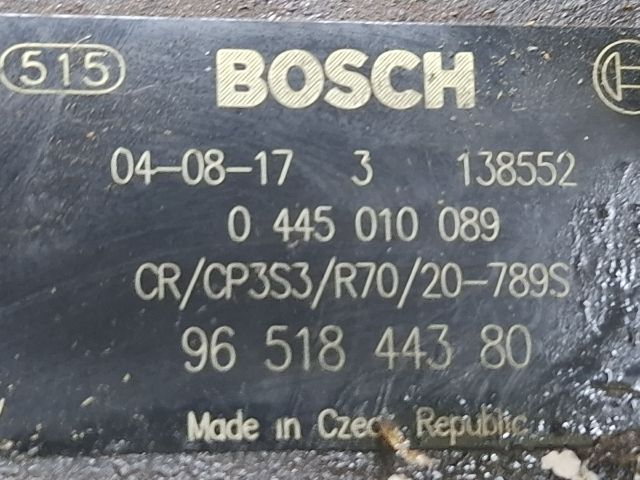 515 BOSCH
04-08-17 3 138552
0 445 010 089
CR/CP3S3/R70/20-789S
96 518 443 80
Made in Czech Republic